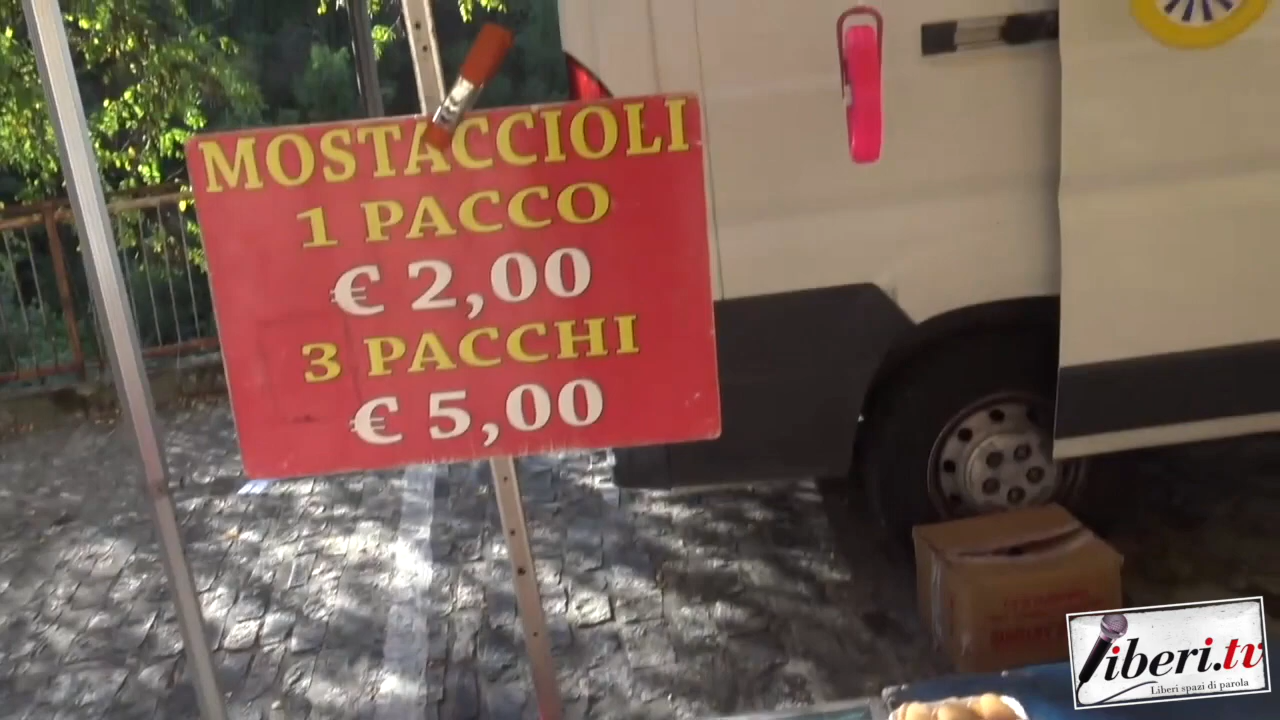 MOSTACCIOLI
1 PACCO
€ 2,00
3 PACCHI
€ 5,00
liberi.tv
Liberi spazi di parola